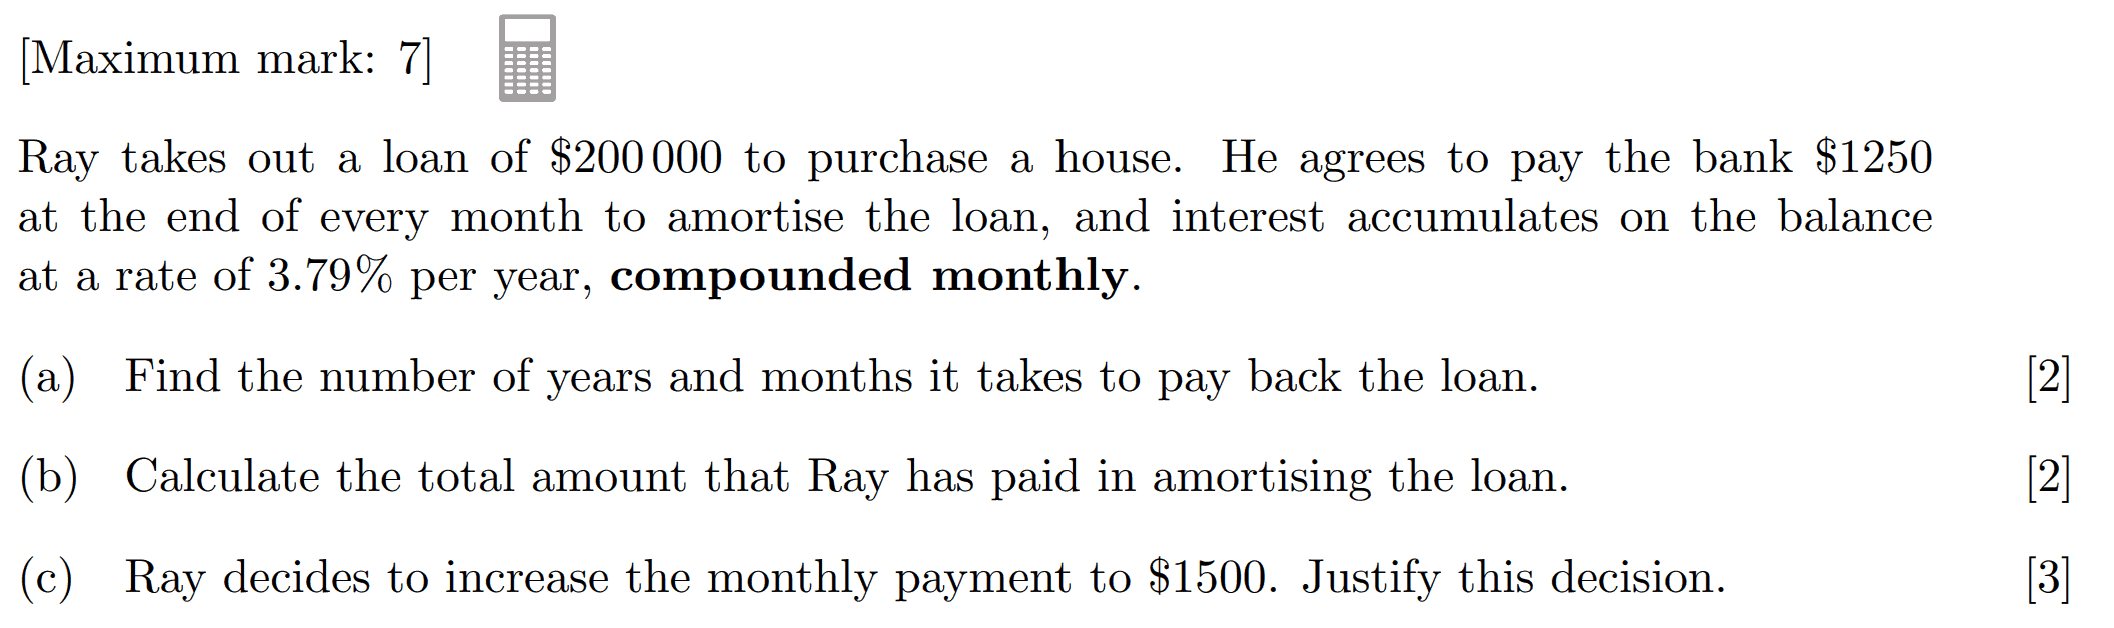 [Maximum mark: 7]
Ray takes out a loan of $200 000 to purchase a house. He agrees to pay the bank $1250
at the end of every month to amortise the loan, and interest accumulates on the balance
at a rate of 3.79% per year, compounded monthly.
(a) Find the number of years and months it takes to pay back the loan. [2]
(b) Calculate the total amount that Ray has paid in amortising the loan. [2]
(c) Ray decides to increase the monthly payment to $1500. Justify this decision. [3]